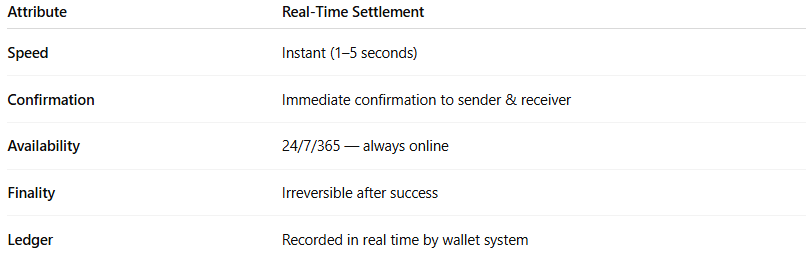 Attribute Real-Time Settlement
Speed Instant (1–5 seconds)
Confirmation Immediate confirmation to sender & receiver
Availability 24/7/365 — always online
Finality Irreversible after success
Ledger Recorded in real time by wallet system